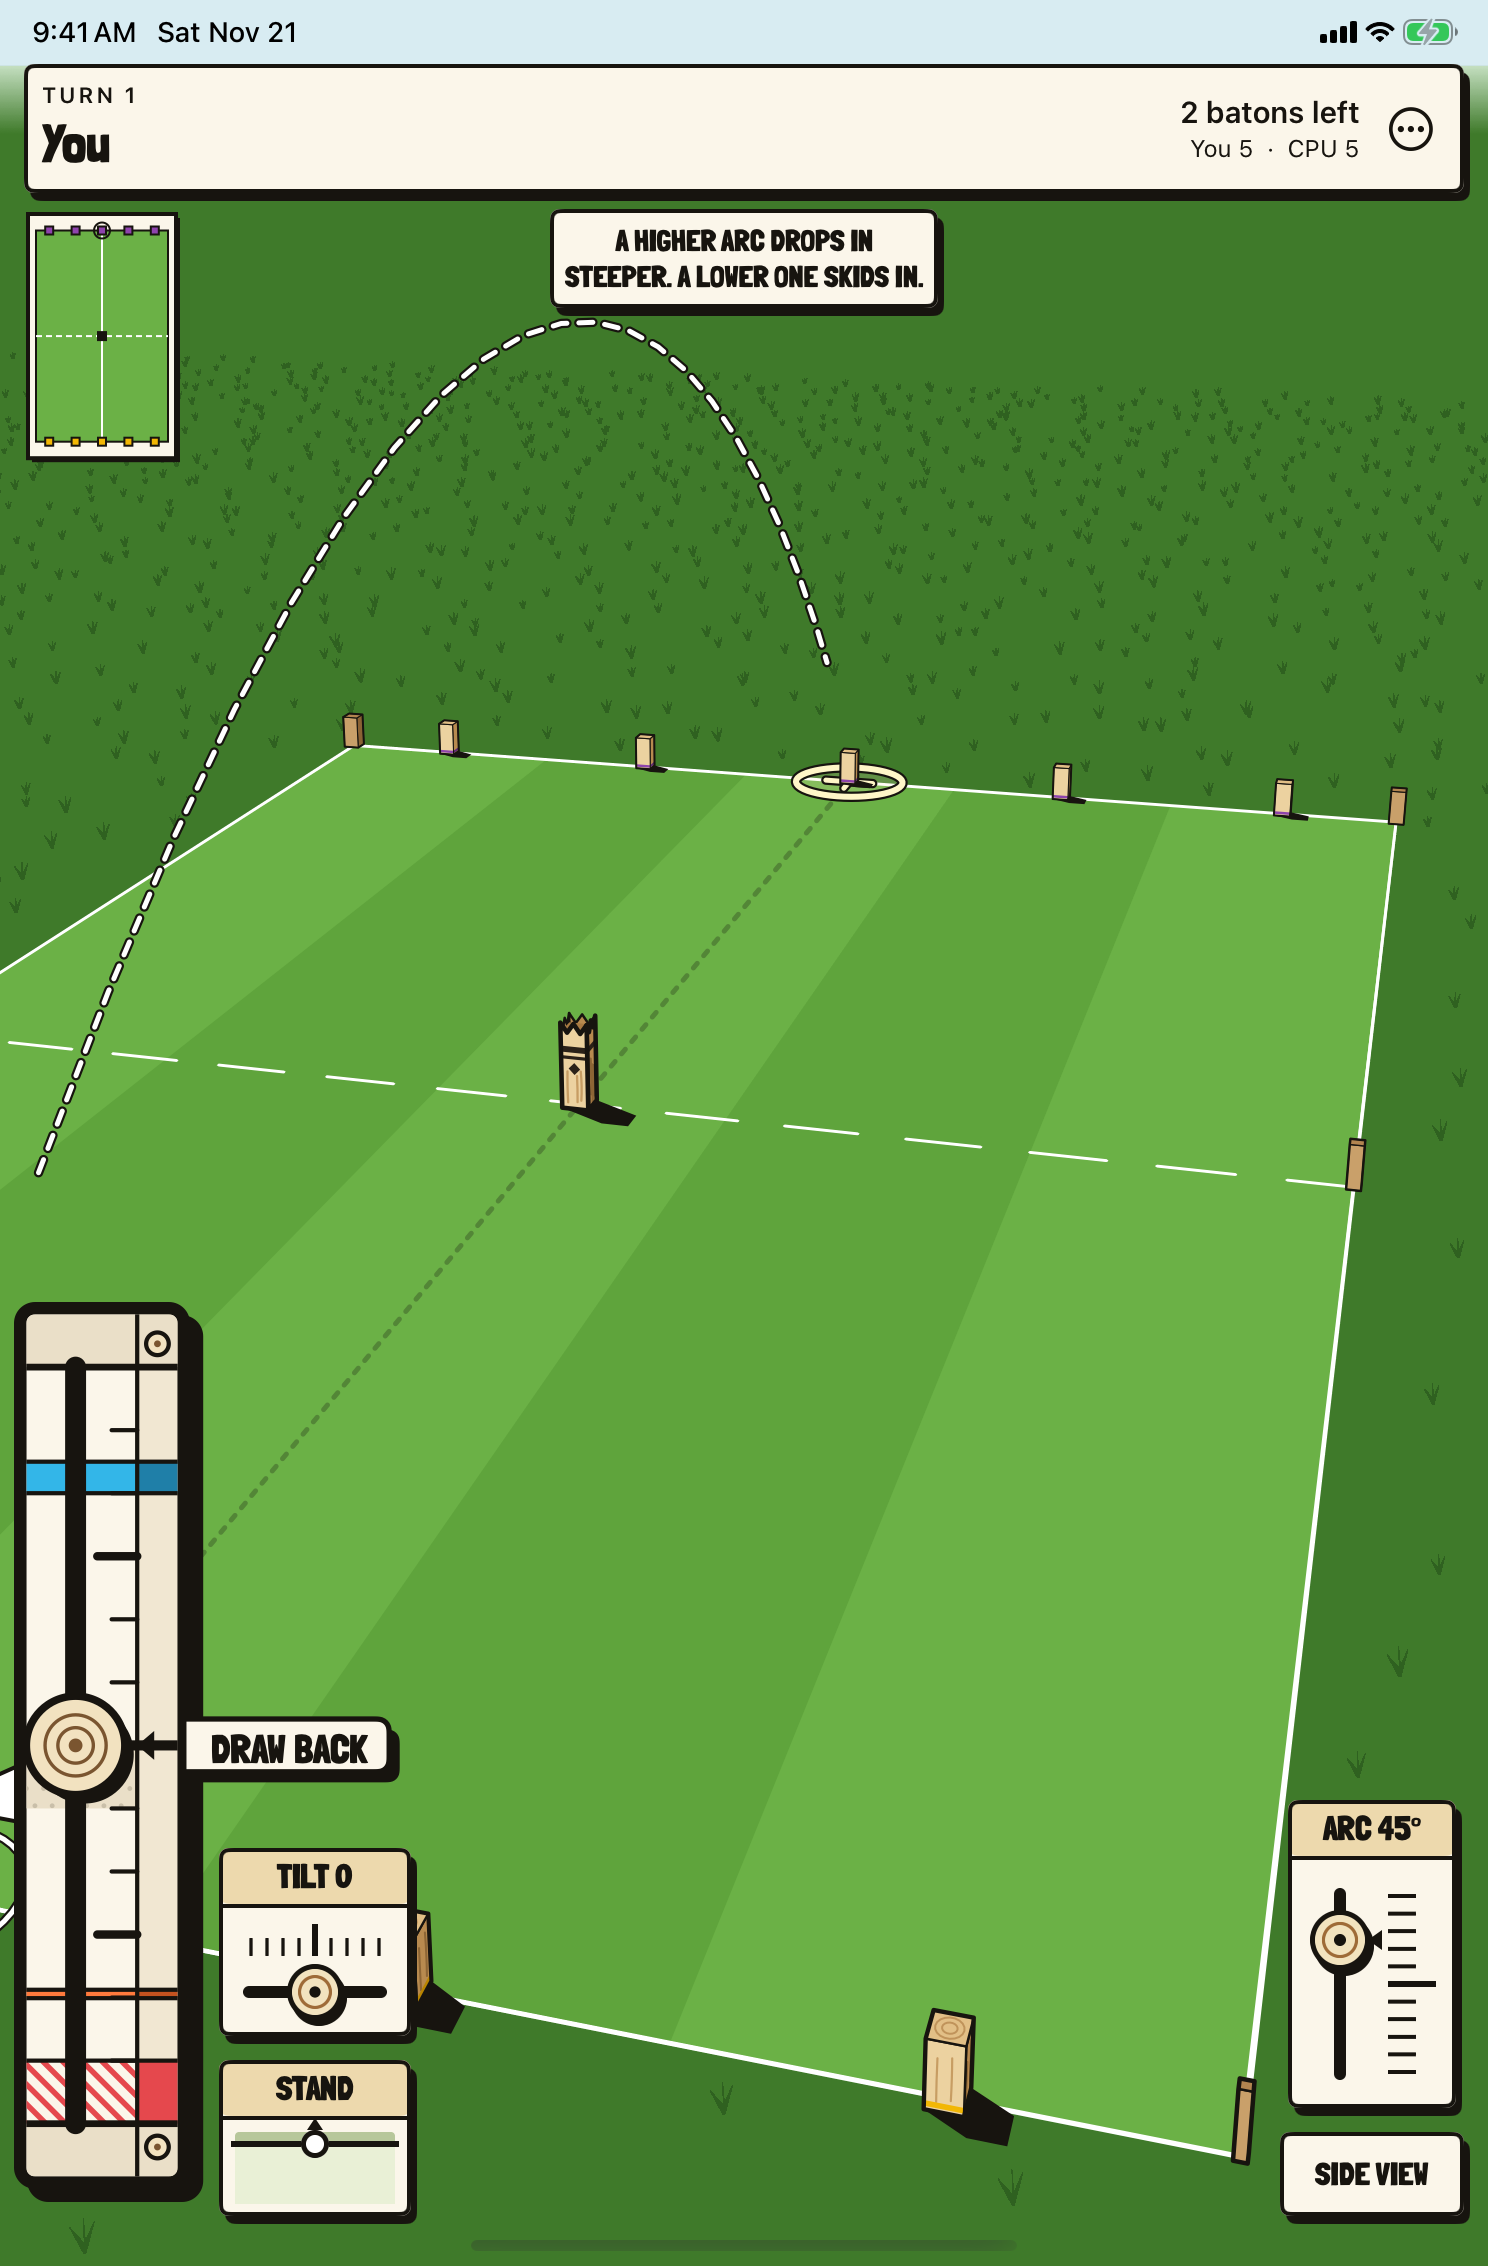 9:41 AM Sat Nov 21
TURN 1
You
2 batons left
You 5 · CPU 5
A HIGHER ARC DROPS IN
STEEPER. A LOWER ONE SKIDS IN.
DRAW BACK
TILT 0
STAND
ARC 45°
SIDE VIEW